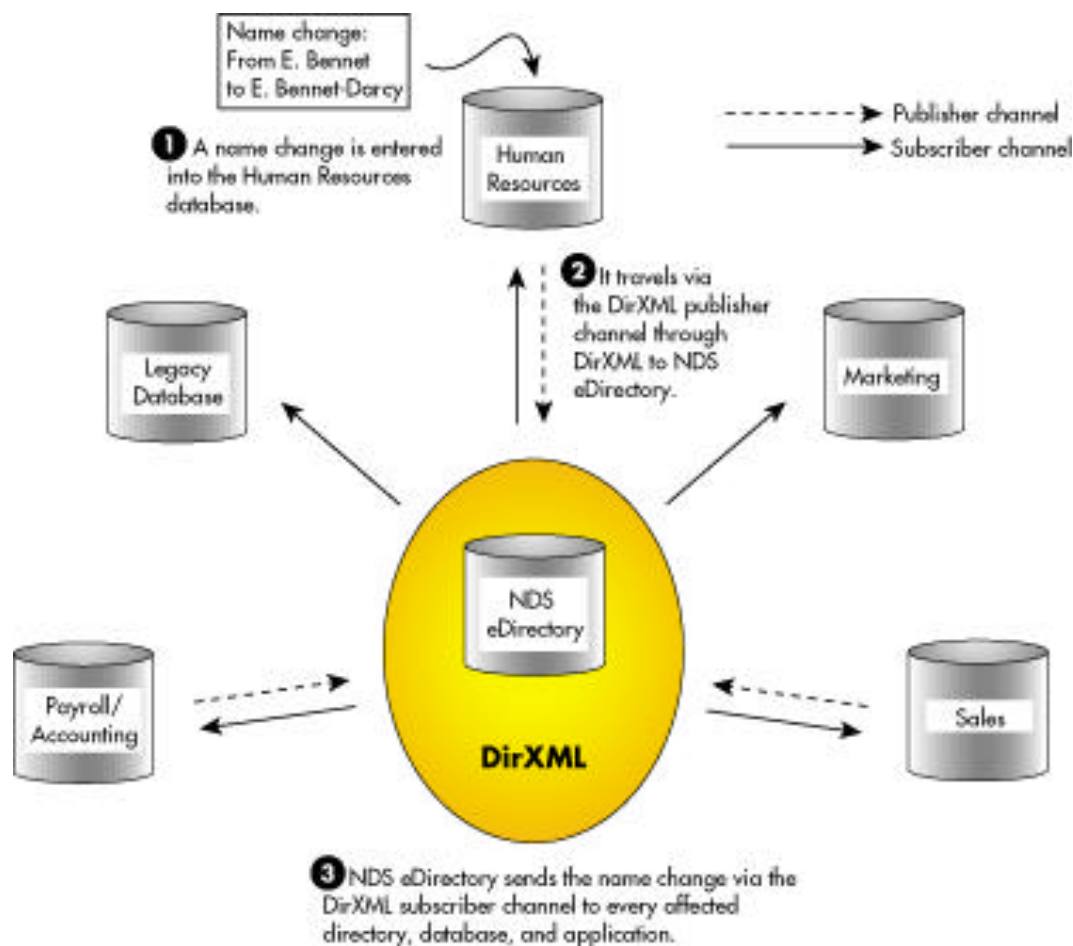 Name change:
From E. Bennet
to E. Bennet-Darcy
1 A name change is entered
into the Human Resources
database.
Human
Resources
Publisher channel
Subscriber channel
2 It travels via
the DirXML publisher
channel through
DirXML to NDS
eDirectory.
Legacy
Database
Marketing
NDS
eDirectory
Payroll/
Accounting
Sales
DirXML
3 NDS eDirectory sends the name change via the
DirXML subscriber channel to every affected
directory, database, and application.